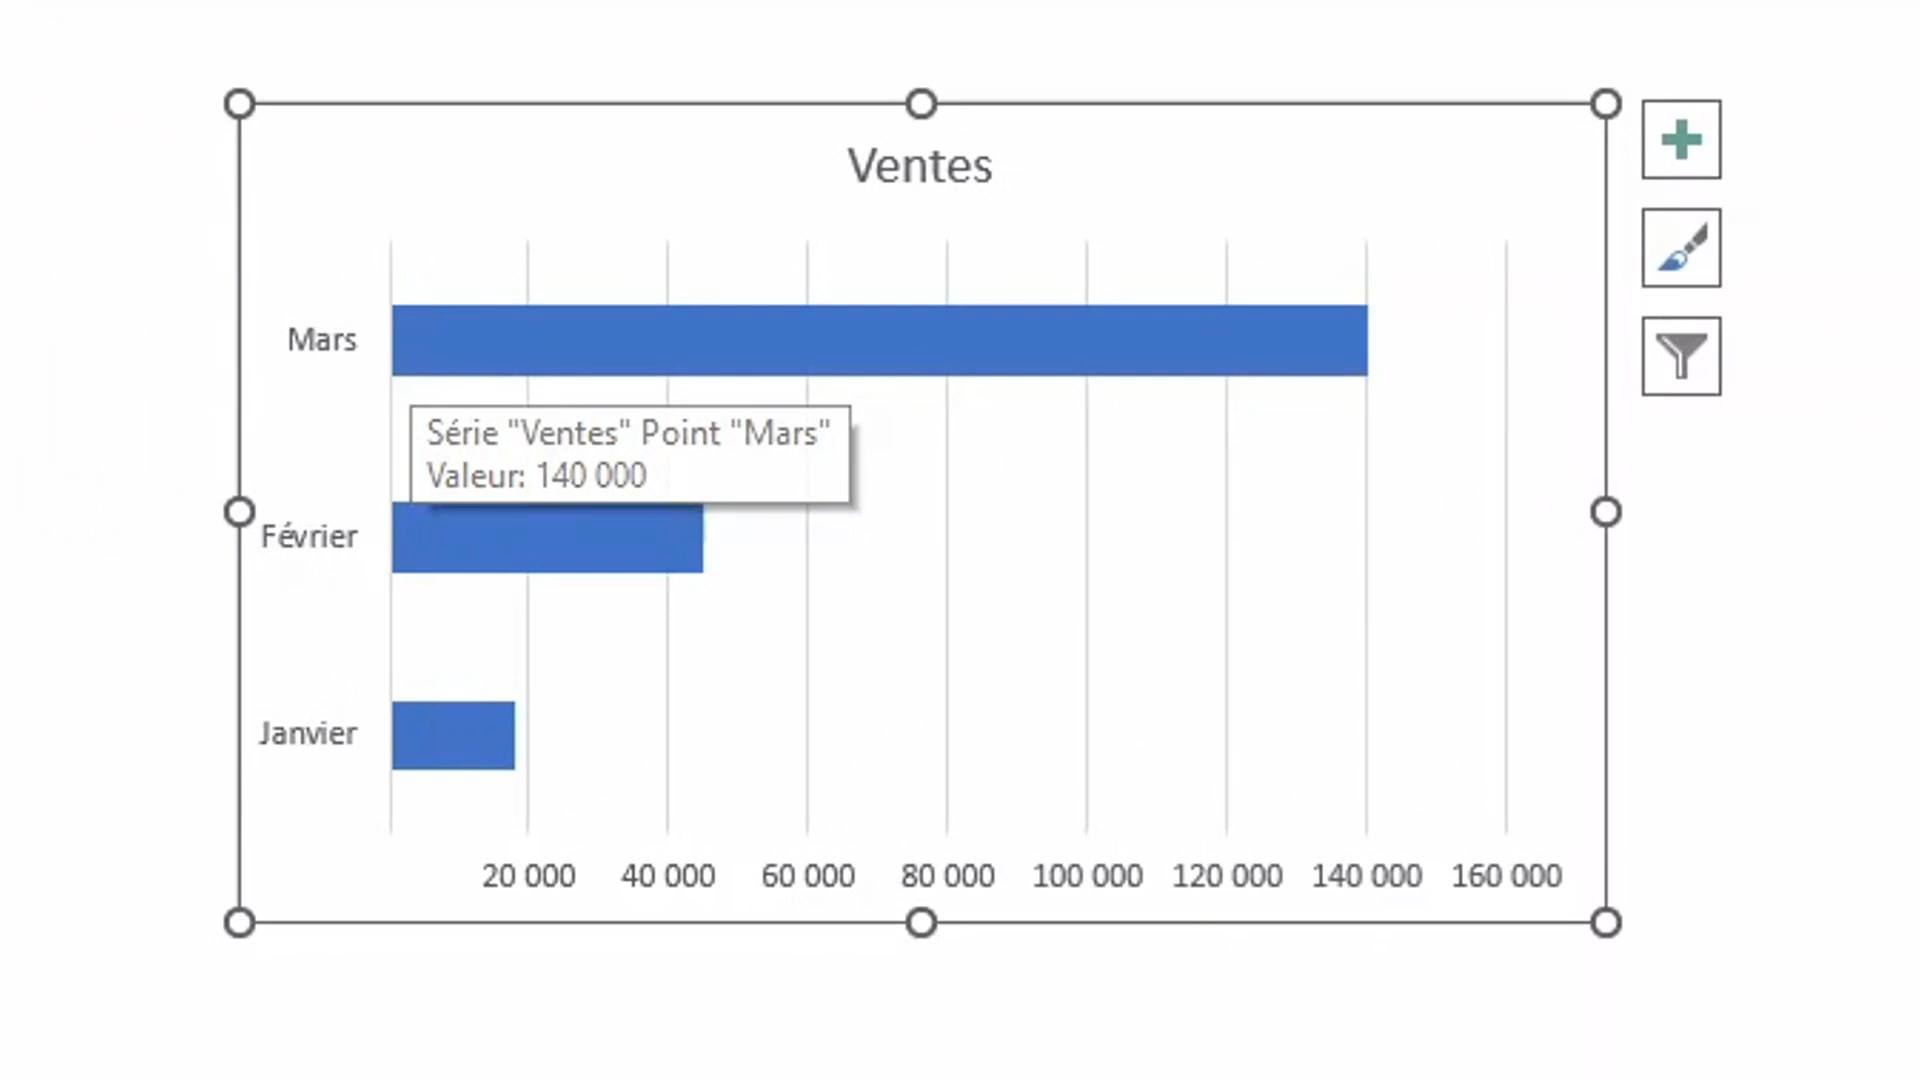 Ventes
Mars
Série "Ventes" Point "Mars"
Valeur: 140 000
Février
Janvier
20 000 40 000 60 000 80 000 100 000 120 000 140 000 160 000